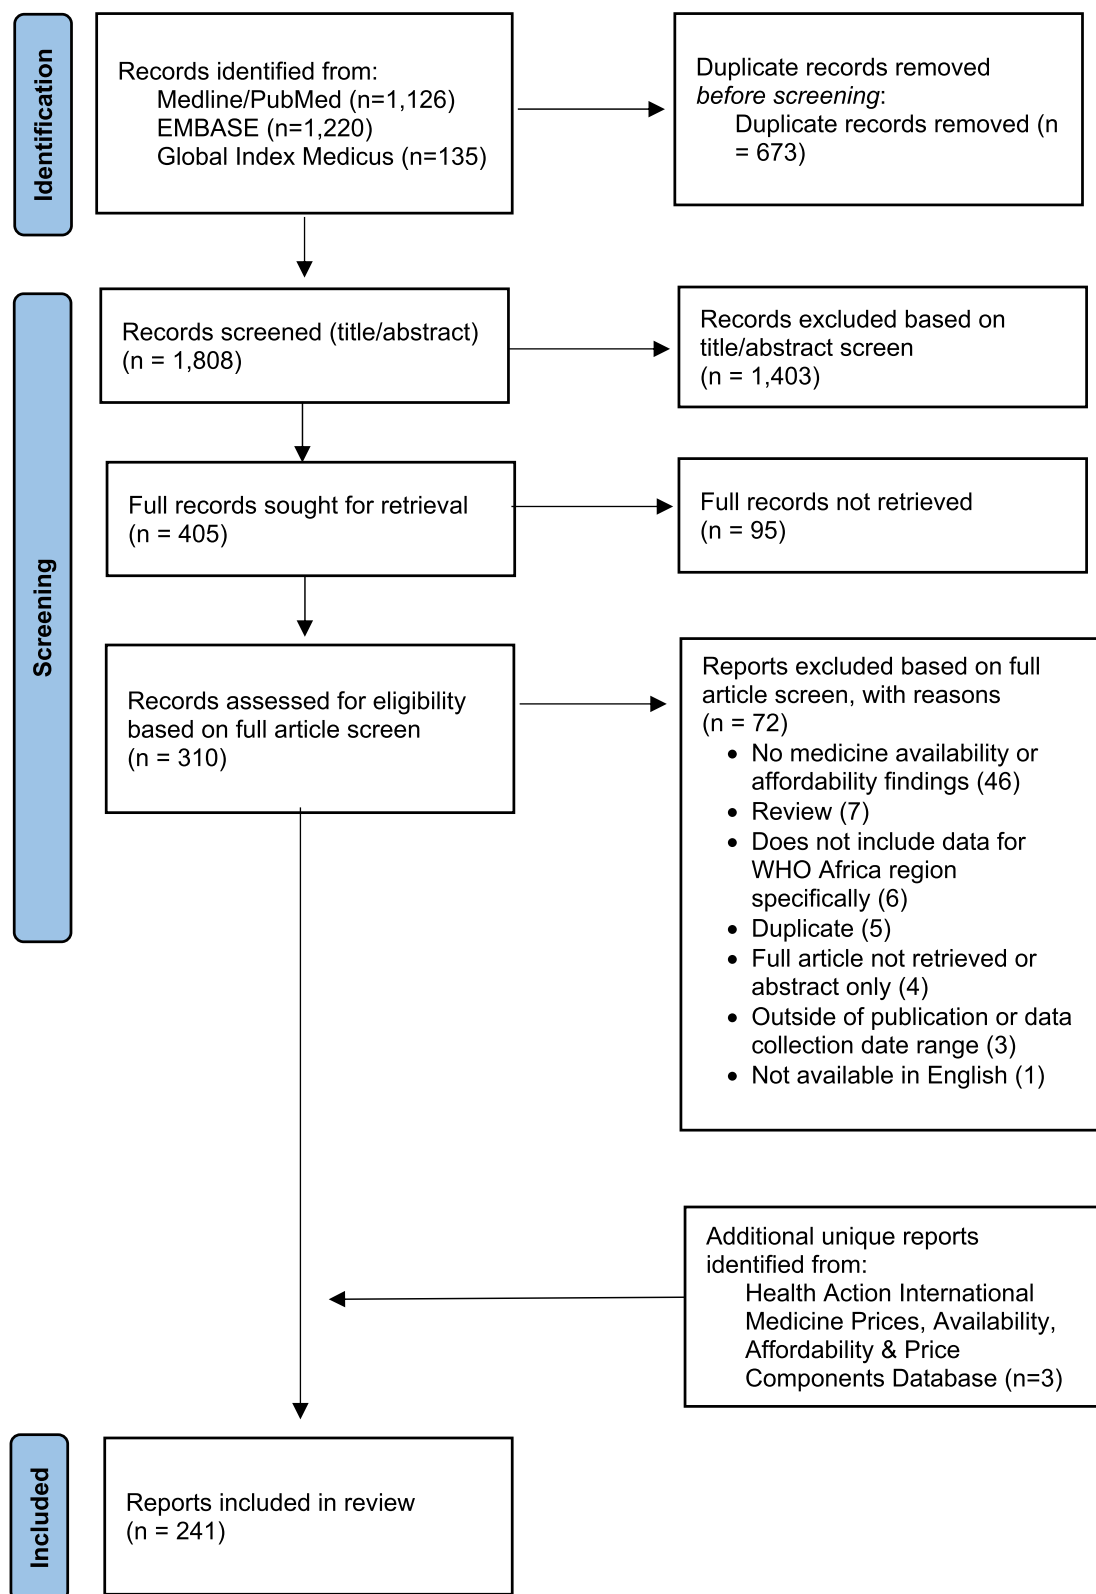 Identification
Records identified from:
Medline/PubMed (n=1,126)
EMBASE (n=1,220)
Global Index Medicus (n=135)
Duplicate records removed
before screening:
Duplicate records removed (n
= 673)
Screening
Records screened (title/abstract)
(n = 1,808)
Records excluded based on
title/abstract screen
(n = 1,403)
Full records sought for retrieval
(n = 405)
Full records not retrieved
(n = 95)
Records assessed for eligibility
based on full article screen
(n = 310)
Reports excluded based on full
article screen, with reasons
(n = 72)
• No medicine availability or
affordability findings (46)
• Review (7)
• Does not include data for
WHO Africa region
specifically (6)
• Duplicate (5)
• Full article not retrieved or
abstract only (4)
• Outside of publication or data
collection date range (3)
• Not available in English (1)
Additional unique reports
identified from:
Health Action International
Medicine Prices, Availability,
Affordability & Price
Components Database (n=3)
Included
Reports included in review
(n = 241)